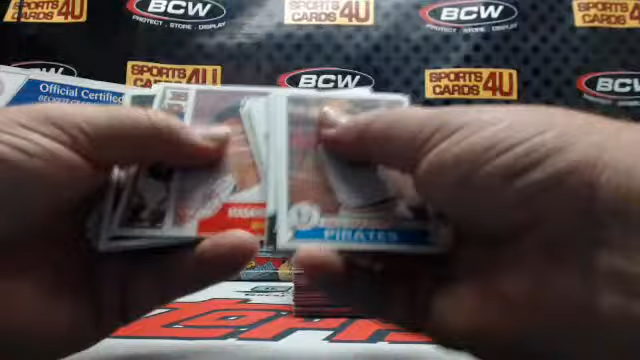 SPORTS CARDS 4U
BCW
PROTECT . STORE . DISPLAY
SPORTS CARDS 4U
BCW
PROTECT . STORE . DISPLAY
SPORTS CARDS 4U
BCW
SPORTS CARDS 4U
BCW
SPORTS CARDS 4U
BCW
Official Certified
PIRATES
TOPPS